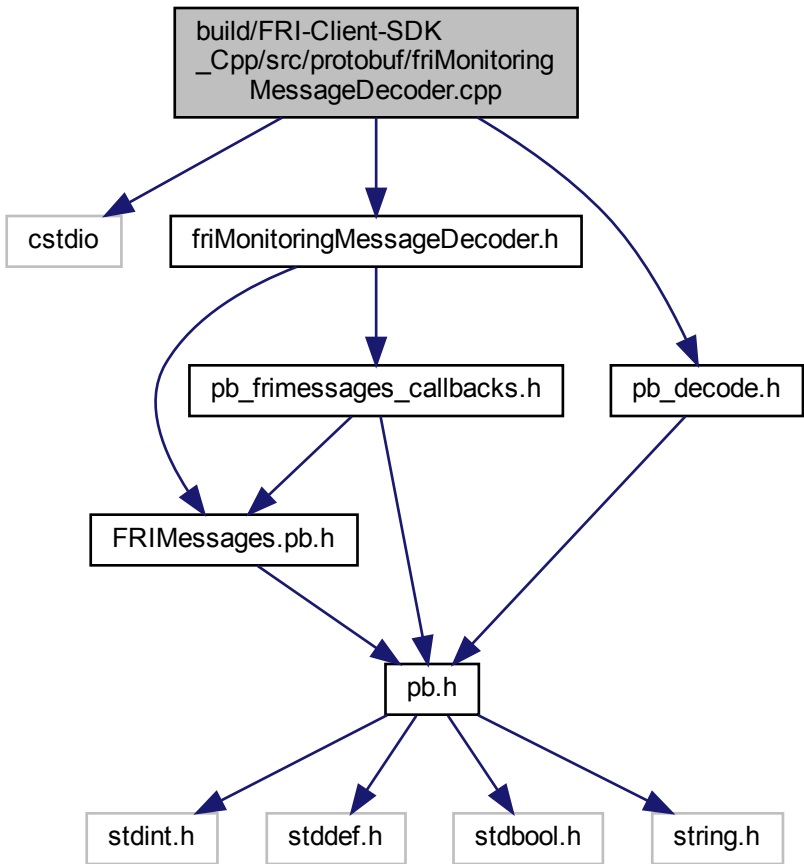 build/FRI-Client-SDK
_Cpp/src/protobuf/friMonitoring
MessageDecoder.cpp
cstdio
friMonitoringMessageDecoder.h
pb_frimessages_callbacks.h
pb_decode.h
FRIMessages.pb.h
pb.h
stdint.h
stddef.h
stdbool.h
string.h